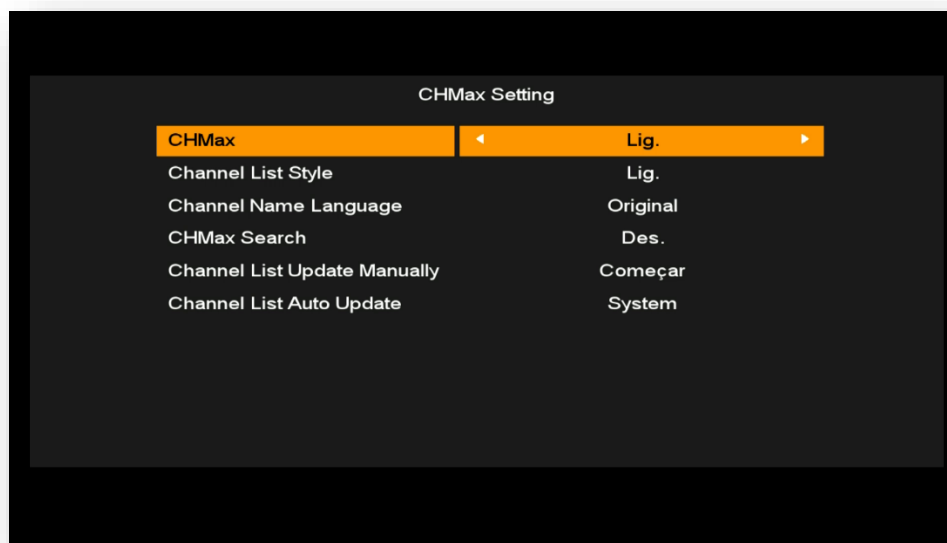 CHMax Setting
CHMax Lig.
Channel List Style Lig.
Channel Name Language Original
CHMax Search Des.
Channel List Update Manually Começar
Channel List Auto Update System